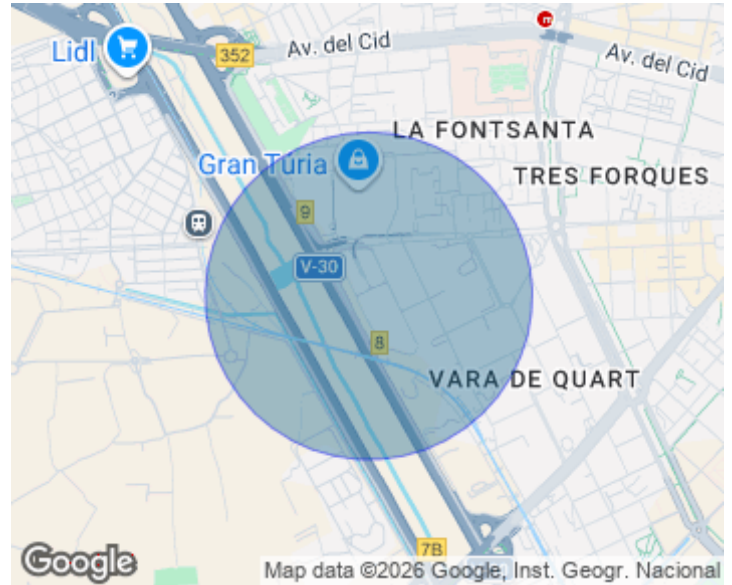 Lidl
352
Av. del Cid
Av. del Cid
LA FONTSANTA
Gran Túria
TRES FORQUES
9
V-30
8
VARA DE QUART
7B
Google
Map data ©2026 Google, Inst. Geogr. Nacional